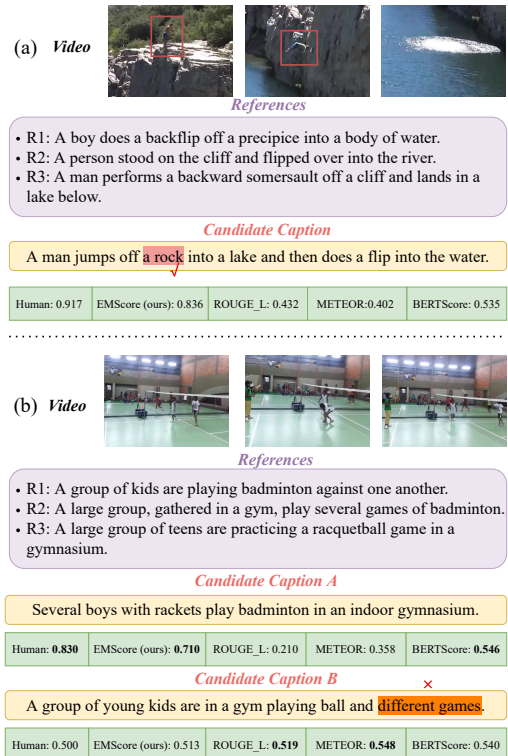 (a) Video
References
• R1: A boy does a backflip off a precipice into a body of water.
• R2: A person stood on the cliff and flipped over into the river.
• R3: A man performs a backward somersault off a cliff and lands in a
lake below.
Candidate Caption
A man jumps off a rock into a lake and then does a flip into the water.
√
Human: 0.917 EMScore (ours): 0.836 ROUGE_L: 0.432 METEOR:0.402 BERTScore: 0.535
(b) Video
References
• R1: A group of kids are playing badminton against one another.
• R2: A large group, gathered in a gym, play several games of badminton.
• R3: A large group of teens are practicing a racquetball game in a
gymnasium.
Candidate Caption A
Several boys with rackets play badminton in an indoor gymnasium.
Human: 0.830 EMScore (ours): 0.710 ROUGE_L: 0.210 METEOR: 0.358 BERTScore: 0.546
Candidate Caption B
×
A group of young kids are in a gym playing ball and different games.
Human: 0.500 EMScore (ours): 0.513 ROUGE_L: 0.519 METEOR: 0.548 BERTScore: 0.540